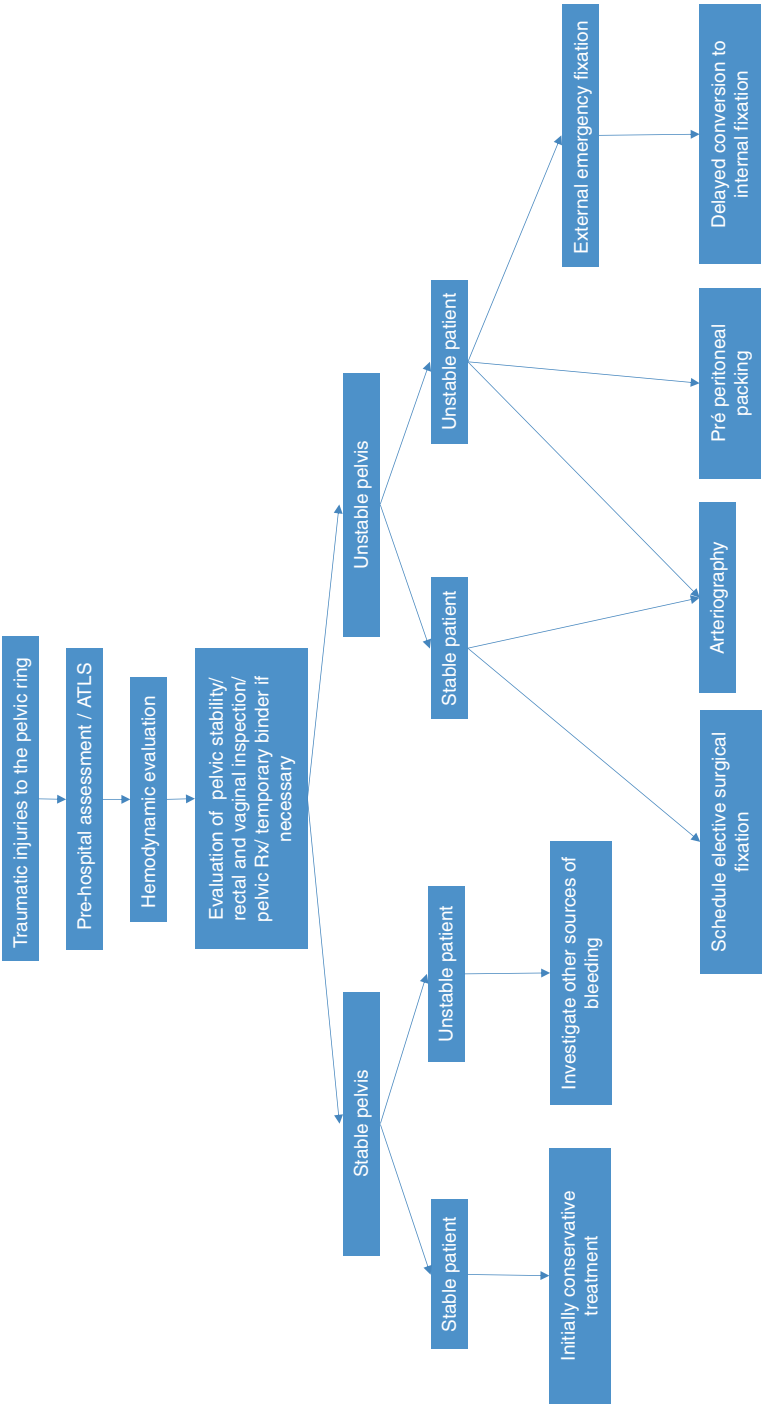 Traumatic injuries to the pelvic ring
Pre-hospital assessment / ATLS
Hemodynamic evaluation
Evaluation of pelvic stability/
rectal and vaginal inspection/
pelvic Rx/ temporary binder if
necessary
Stable pelvis
Unstable pelvis
Stable patient
Unstable patient
Stable patient
Unstable patient
Initially conservative
treatment
Investigate other sources of
bleeding
External emergency fixation
Schedule elective surgical
fixation
Arteriography
Pré peritoneal
packing
Delayed conversion to
internal fixation